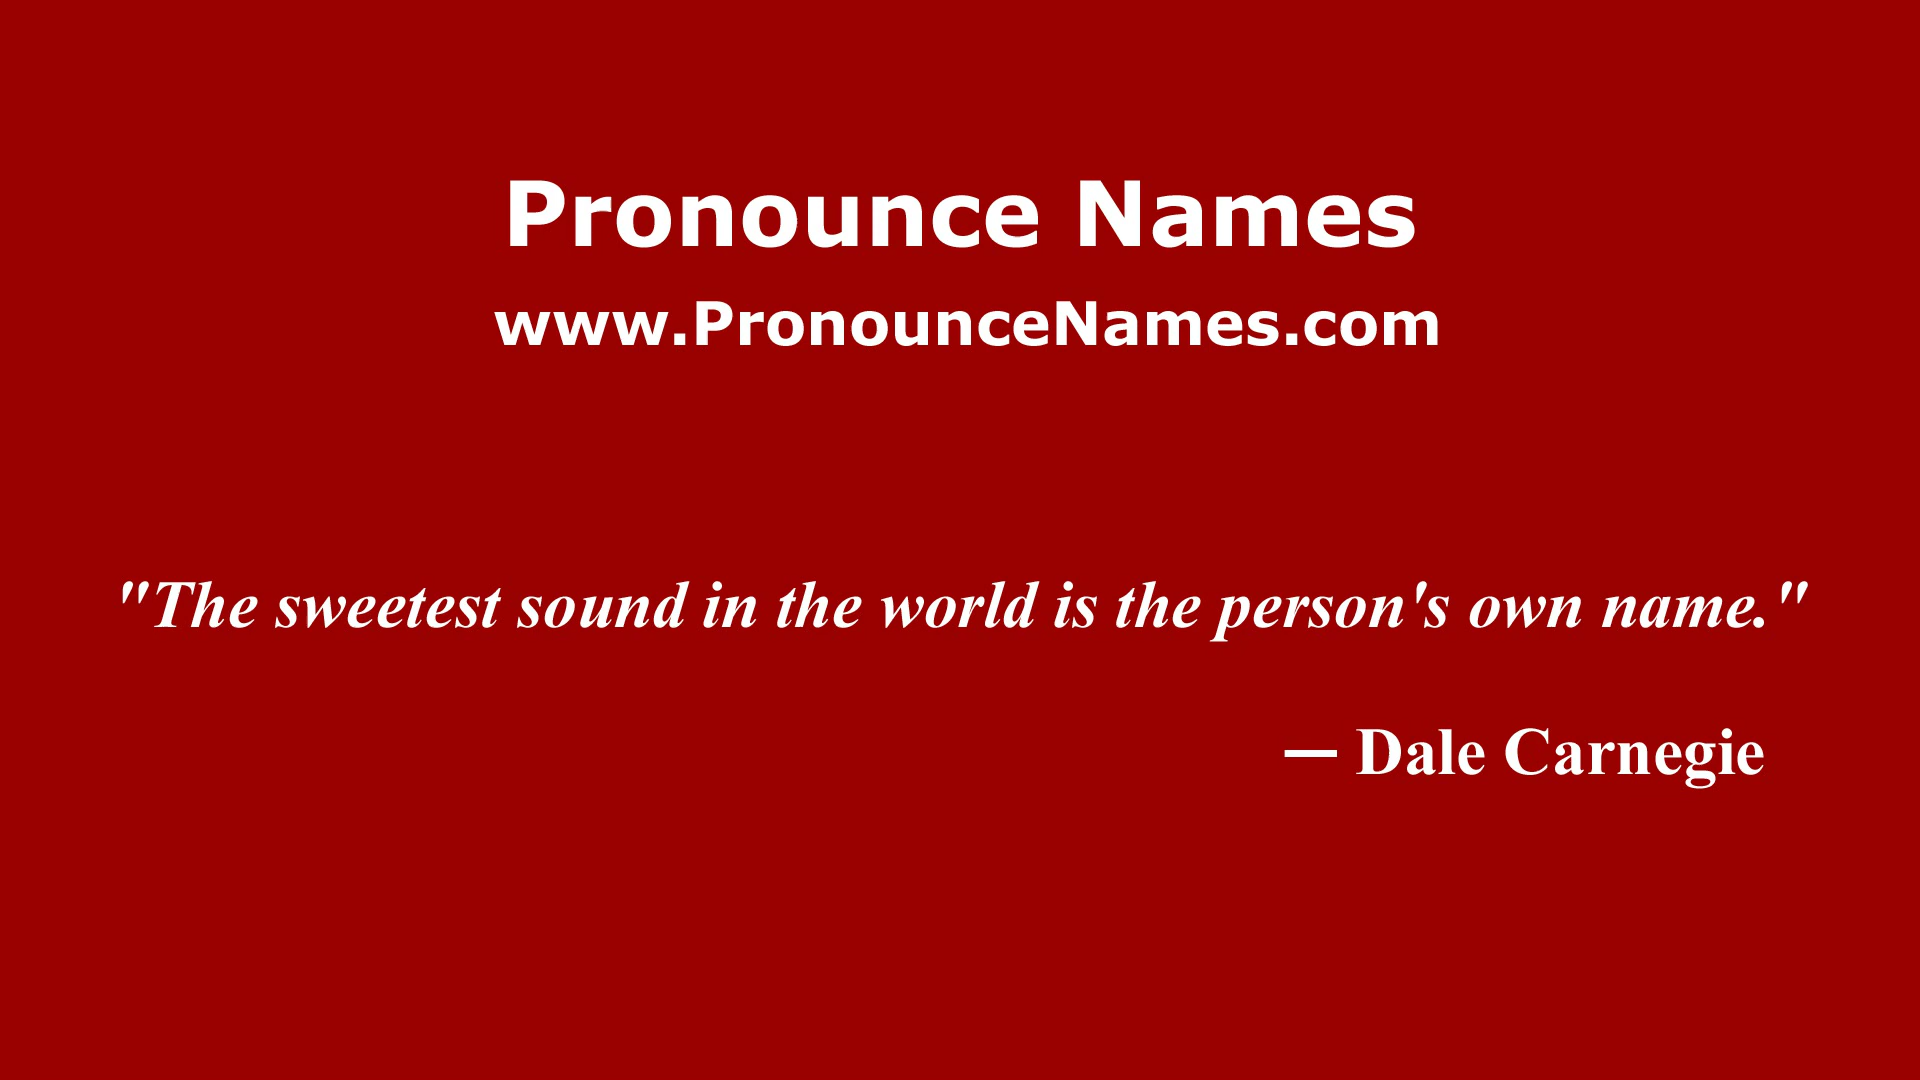 Pronounce Names
www.PronounceNames.com
"The sweetest sound in the world is the person's own name."
— Dale Carnegie